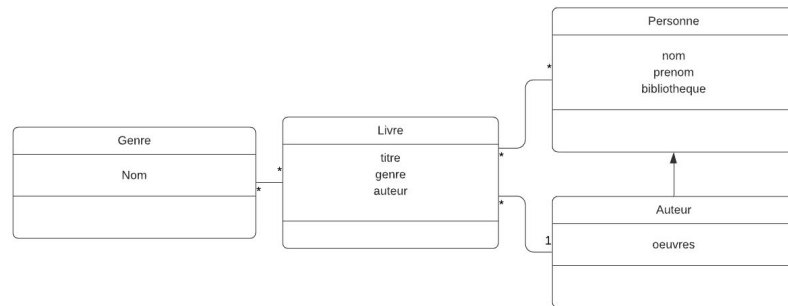 Genre
Nom
*
*
Livre
titre
genre
auteur
*
*
*
1
Personne
nom
prenom
bibliotheque
Auteur
oeuvres